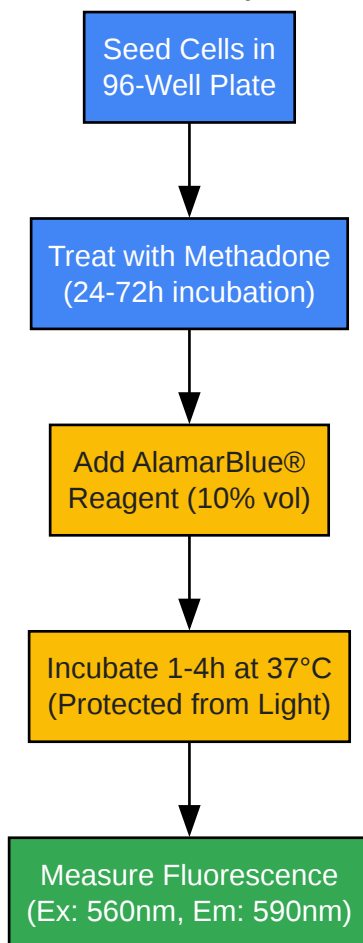 Seed Cells in
96-Well Plate
Treat with Methadone
(24-72h incubation)
Add AlamarBlue®
Reagent (10% vol)
Incubate 1-4h at 37°C
(Protected from Light)
Measure Fluorescence
(Ex: 560nm, Em: 590nm)